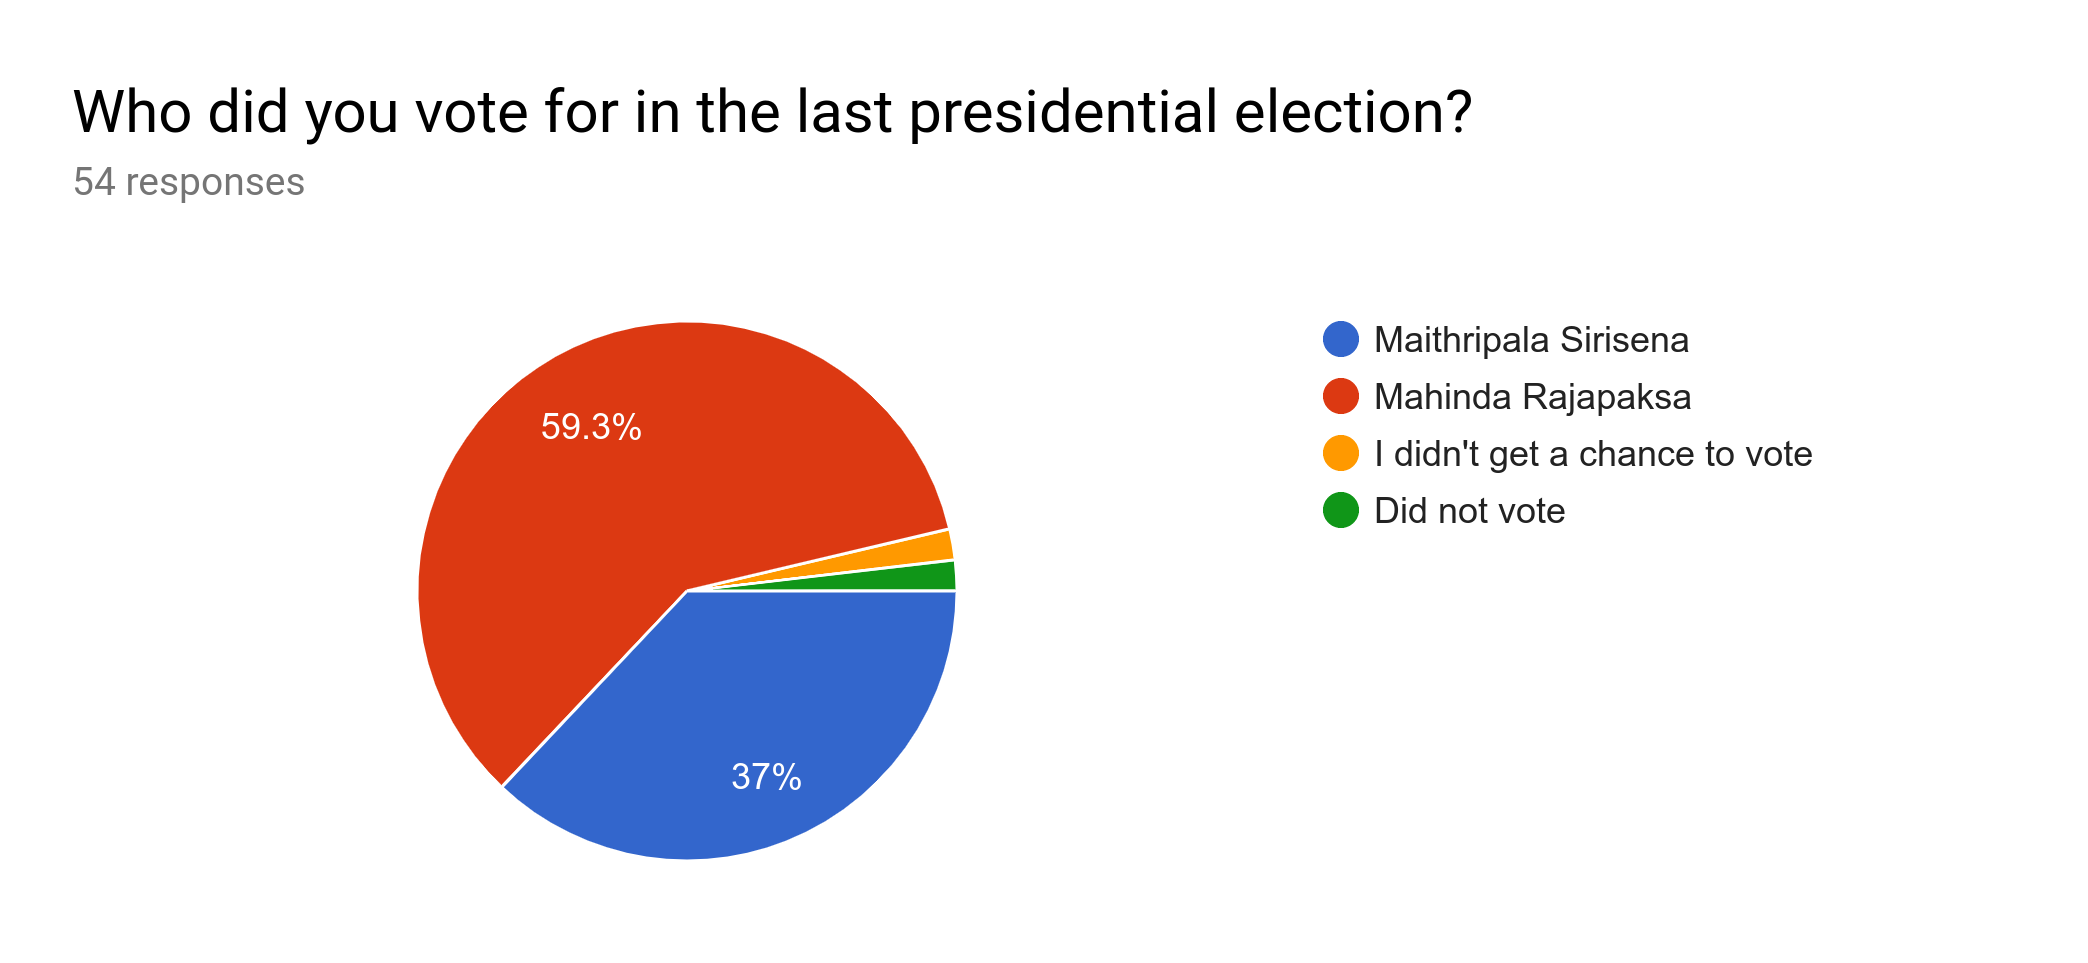 Who did you vote for in the last presidential election?
54 responses
59.3%
37%
Maithripala Sirisena
Mahinda Rajapaksa
I didn't get a chance to vote
Did not vote